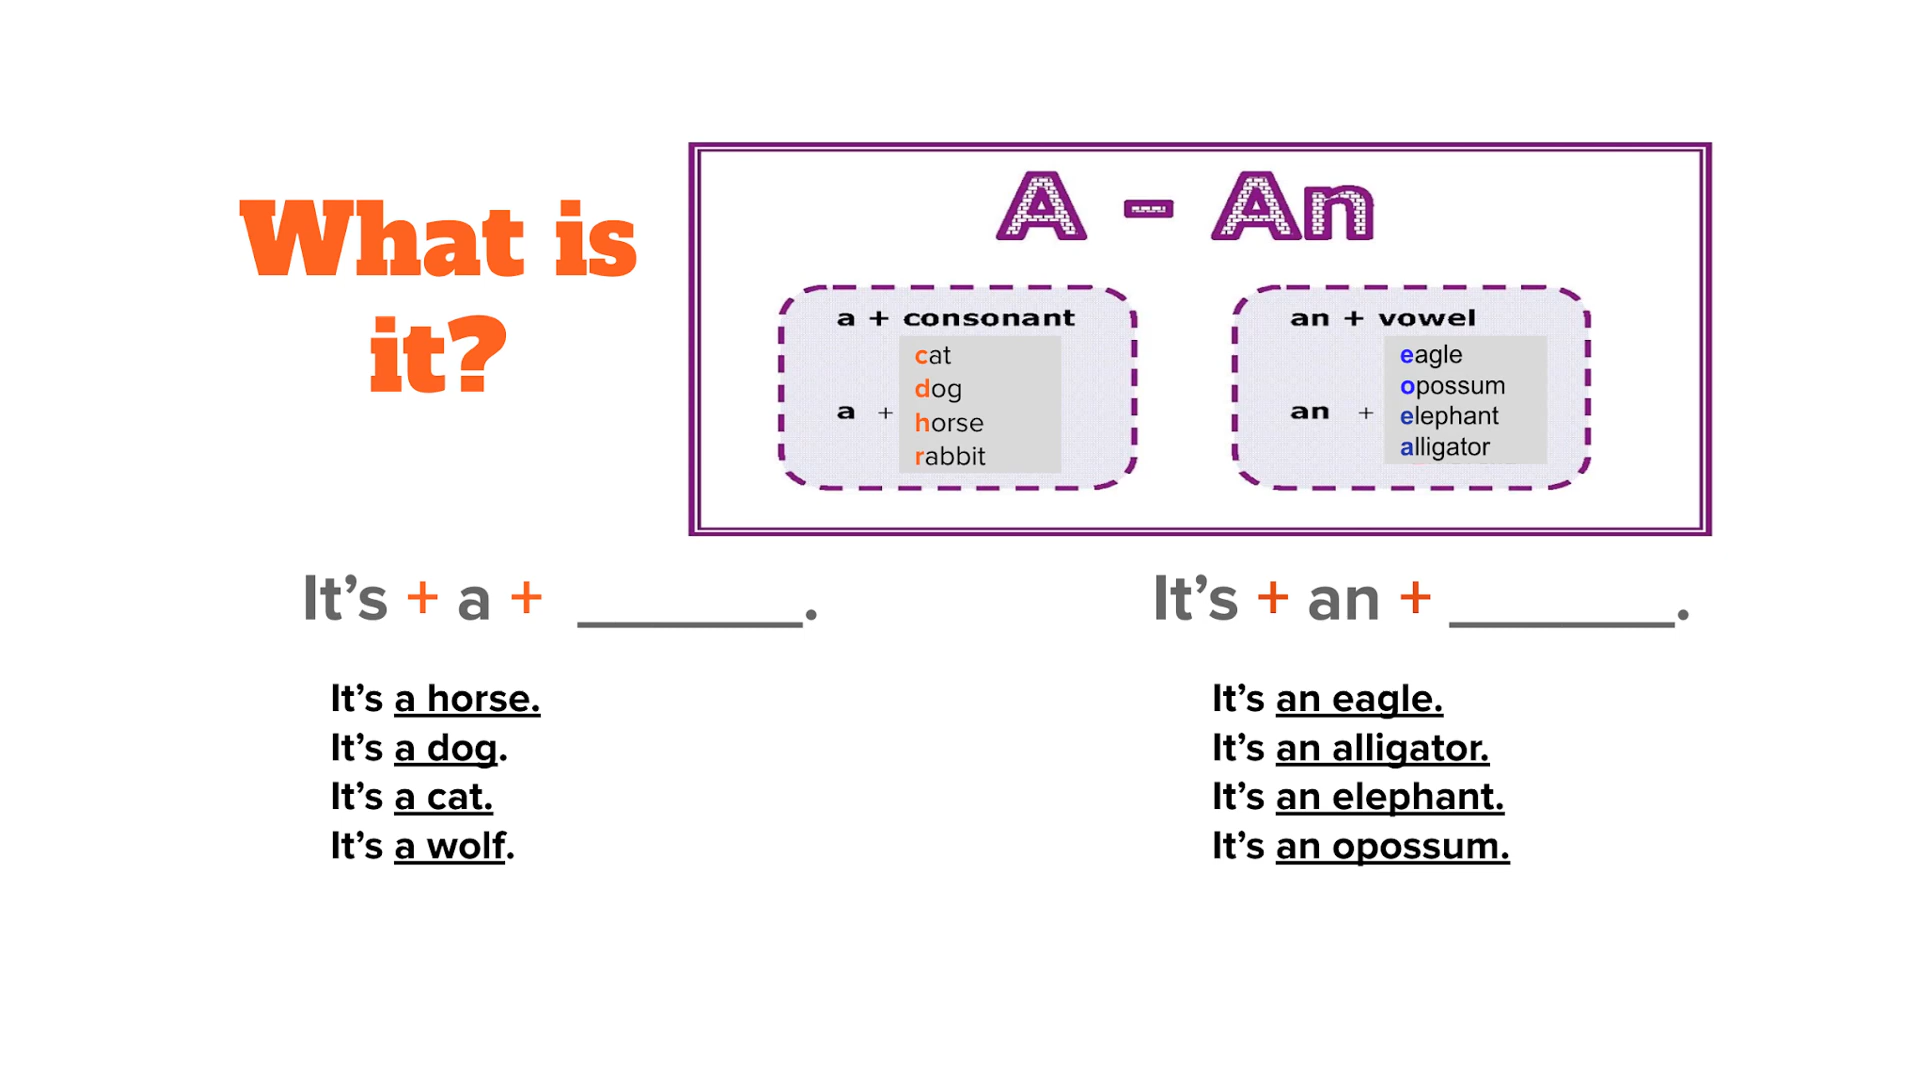 What is
it?
A - An
a + consonant
a +
cat
dog
horse
rabbit
an + vowel
an +
eagle
opossum
elephant
alligator
It's + a + ______.
It's a horse.
It's a dog.
It's a cat.
It's a wolf.
It's + an + ______.
It's an eagle.
It's an alligator.
It's an elephant.
It's an opossum.